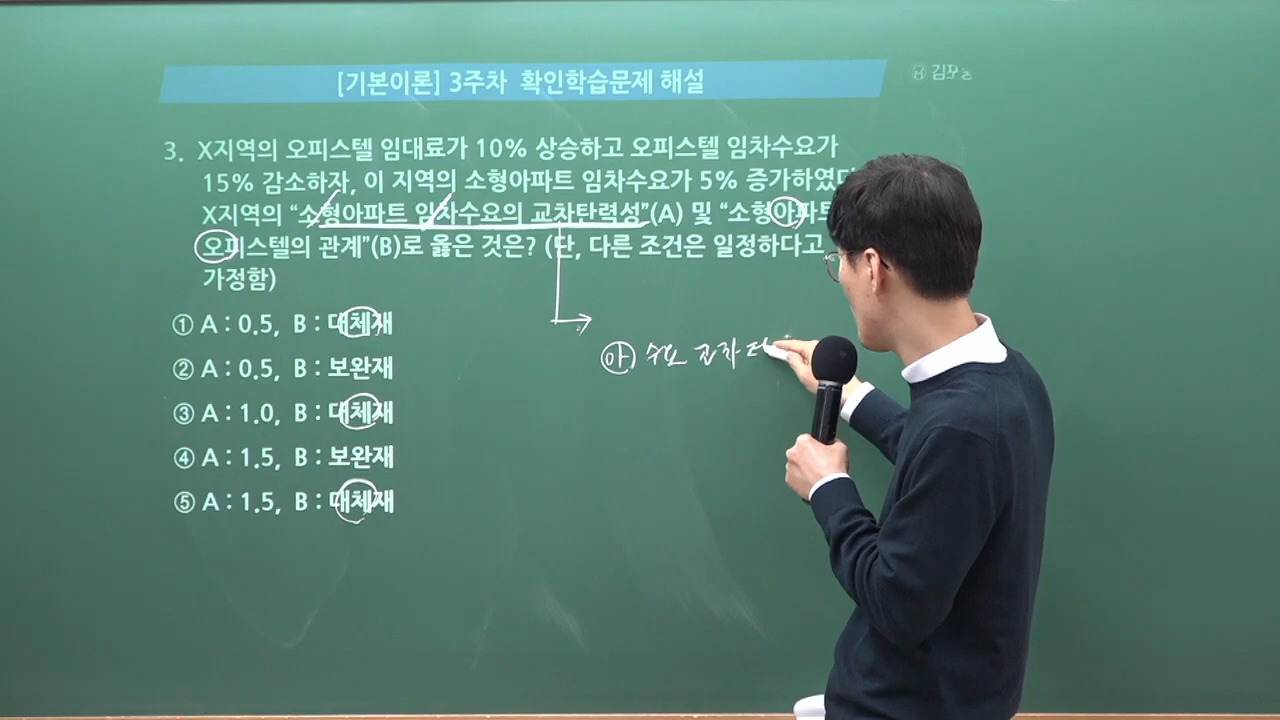 [기본이론] 3주차 확인학습문제 해설
3. X지역의 오피스텔 임대료가 10% 상승하고 오피스텔 임차수요가
15% 감소하자, 이 지역의 소형아파트 임차수요가 5% 증가하였다
X지역의 “소형아파트 임차수요의 교차탄력성”(A) 및 “소형아파트
오피스텔의 관계”(B)로 옳은 것은? (단, 다른 조건은 일정하다고
가정함)
① A : 0.5, B : 대체재
② A : 0.5, B : 보완재
③ A : 1.0, B : 대체재
④ A : 1.5, B : 보완재
⑤ A : 1.5, B : 대체재
아) 수요 교차